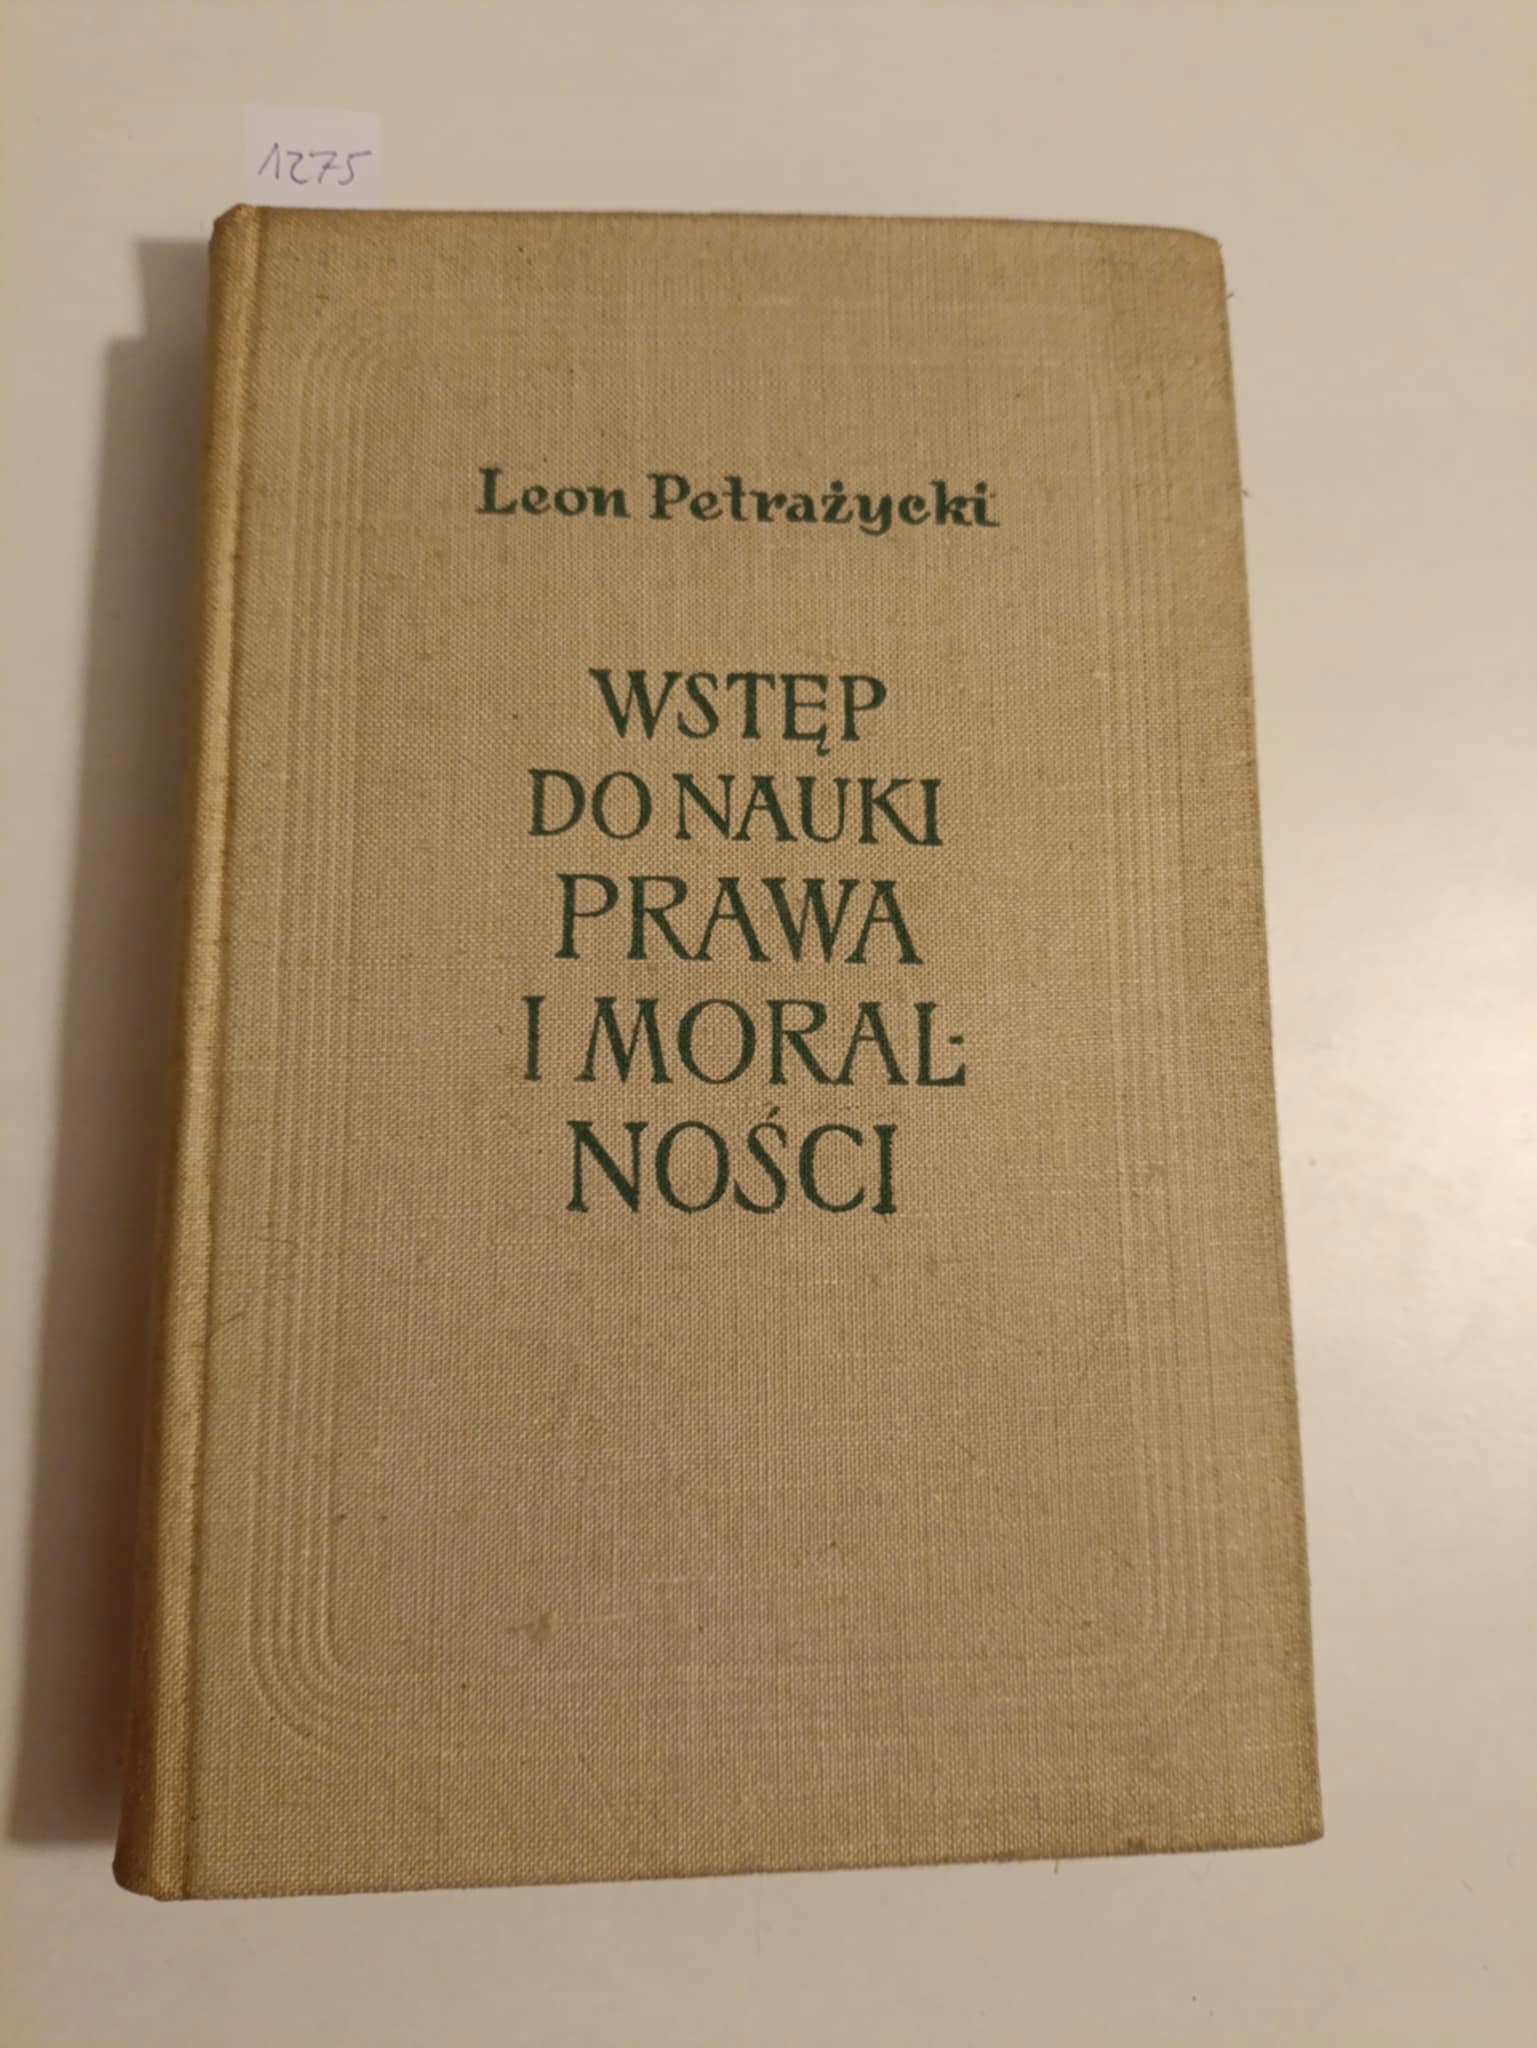 1275
Leon Petrażycki
WSTĘP
DO NAUKI
PRAWA
I MORAL-
NOŚCI